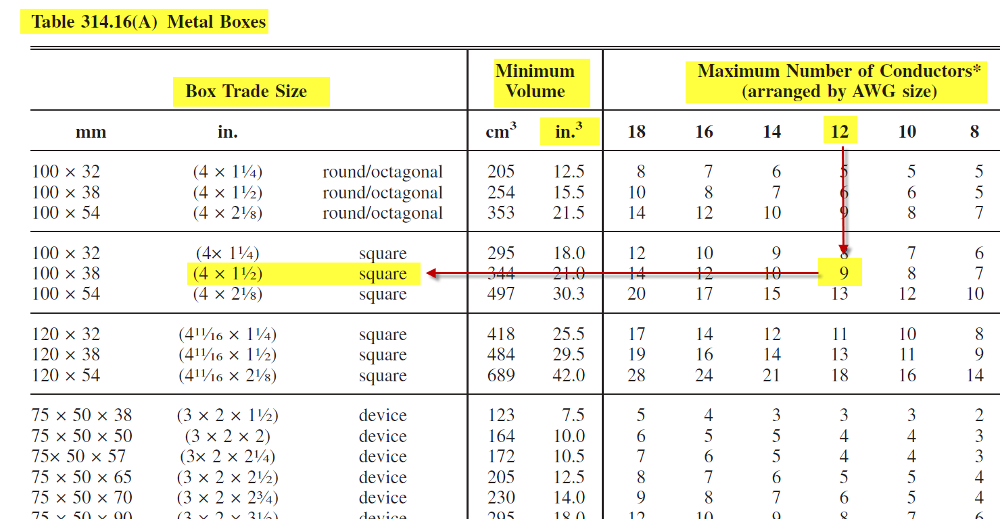 Table 314.16(A) Metal Boxes
Box Trade Size Minimum Volume Maximum Number of Conductors* (arranged by AWG size)
mm in. cm³ in.³ 18 16 14 12 10 8
100 × 32 (4 × 1¼) round/octagonal 205 12.5 8 7 6 5 5 5
100 × 38 (4 × 1½) round/octagonal 254 15.5 10 8 7 6 6 5
100 × 54 (4 × 2⅛) round/octagonal 353 21.5 14 12 10 9 8 7
100 × 32 (4× 1¼) square 295 18.0 12 10 9 8 7 6
100 × 38 (4 × 1½) square 344 21.0 14 12 10 9 8 7
100 × 54 (4 × 2⅛) square 497 30.3 20 17 15 13 12 10
120 × 32 (4¹¹⁄₁₆ × 1¼) square 418 25.5 17 14 12 11 10 8
120 × 38 (4¹¹⁄₁₆ × 1½) square 484 29.5 19 16 14 13 11 9
120 × 54 (4¹¹⁄₁₆ × 2⅛) square 689 42.0 28 24 21 18 16 14
75 × 50 × 38 (3 × 2 × 1½) device 123 7.5 5 4 3 3 3 2
75 × 50 × 50 (3 × 2 × 2) device 164 10.0 6 5 5 4 4 3
75× 50 × 57 (3× 2 × 2¼) device 172 10.5 7 6 5 4 4 3
75 × 50 × 65 (3 × 2 × 2½) device 205 12.5 8 7 6 5 5 4
75 × 50 × 70 (3 × 2 × 2¾) device 230 14.0 9 8 7 6 5 4
75 × 50 × 90 (3 × 2 × 3½) device 295 18.0 12 10 9 8 7 6